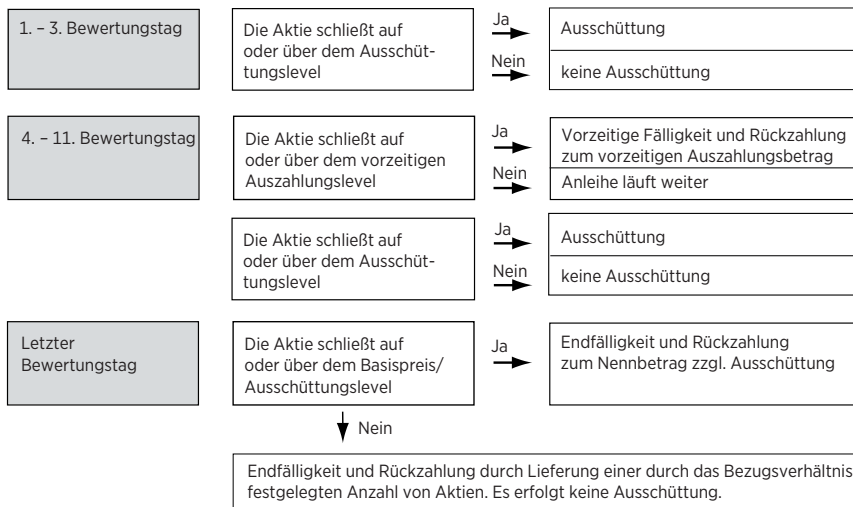 1. – 3. Bewertungstag
Die Aktie schließt auf
oder über dem Ausschüt-
tungslevel
Ja
Ausschüttung
Nein
keine Ausschüttung
4. – 11. Bewertungstag
Die Aktie schließt auf
oder über dem vorzeitigen
Auszahlungslevel
Ja
Vorzeitige Fälligkeit und Rückzahlung
zum vorzeitigen Auszahlungsbetrag
Nein
Anleihe läuft weiter
Die Aktie schließt auf
oder über dem Ausschüt-
tungslevel
Ja
Ausschüttung
Nein
keine Ausschüttung
Letzter
Bewertungstag
Die Aktie schließt auf
oder über dem Basispreis/
Ausschüttungslevel
Ja
Endfälligkeit und Rückzahlung
zum Nennbetrag zzgl. Ausschüttung
Nein
Endfälligkeit und Rückzahlung durch Lieferung einer durch das Bezugsverhältnis
festgelegten Anzahl von Aktien. Es erfolgt keine Ausschüttung.